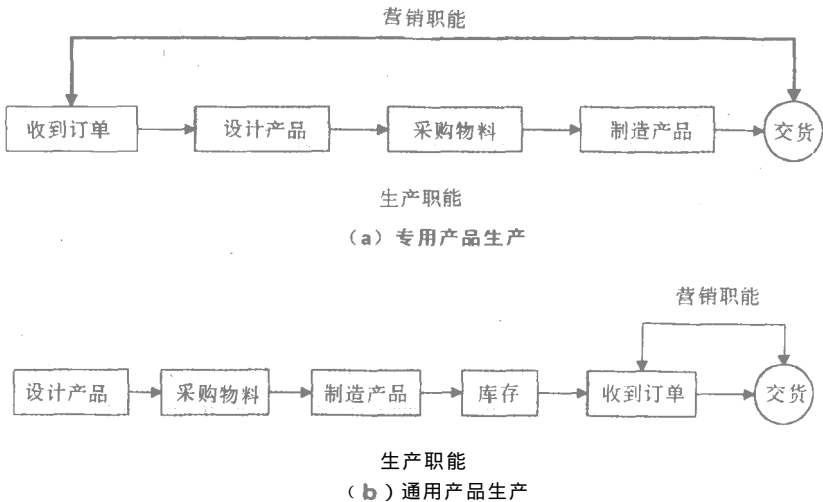 营销职能
收到订单 设计产品 采购物料 制造产品 交货
生产职能
（a）专用产品生产
营销职能
设计产品 采购物料 制造产品 库存 收到订单 交货
生产职能
（b）通用产品生产